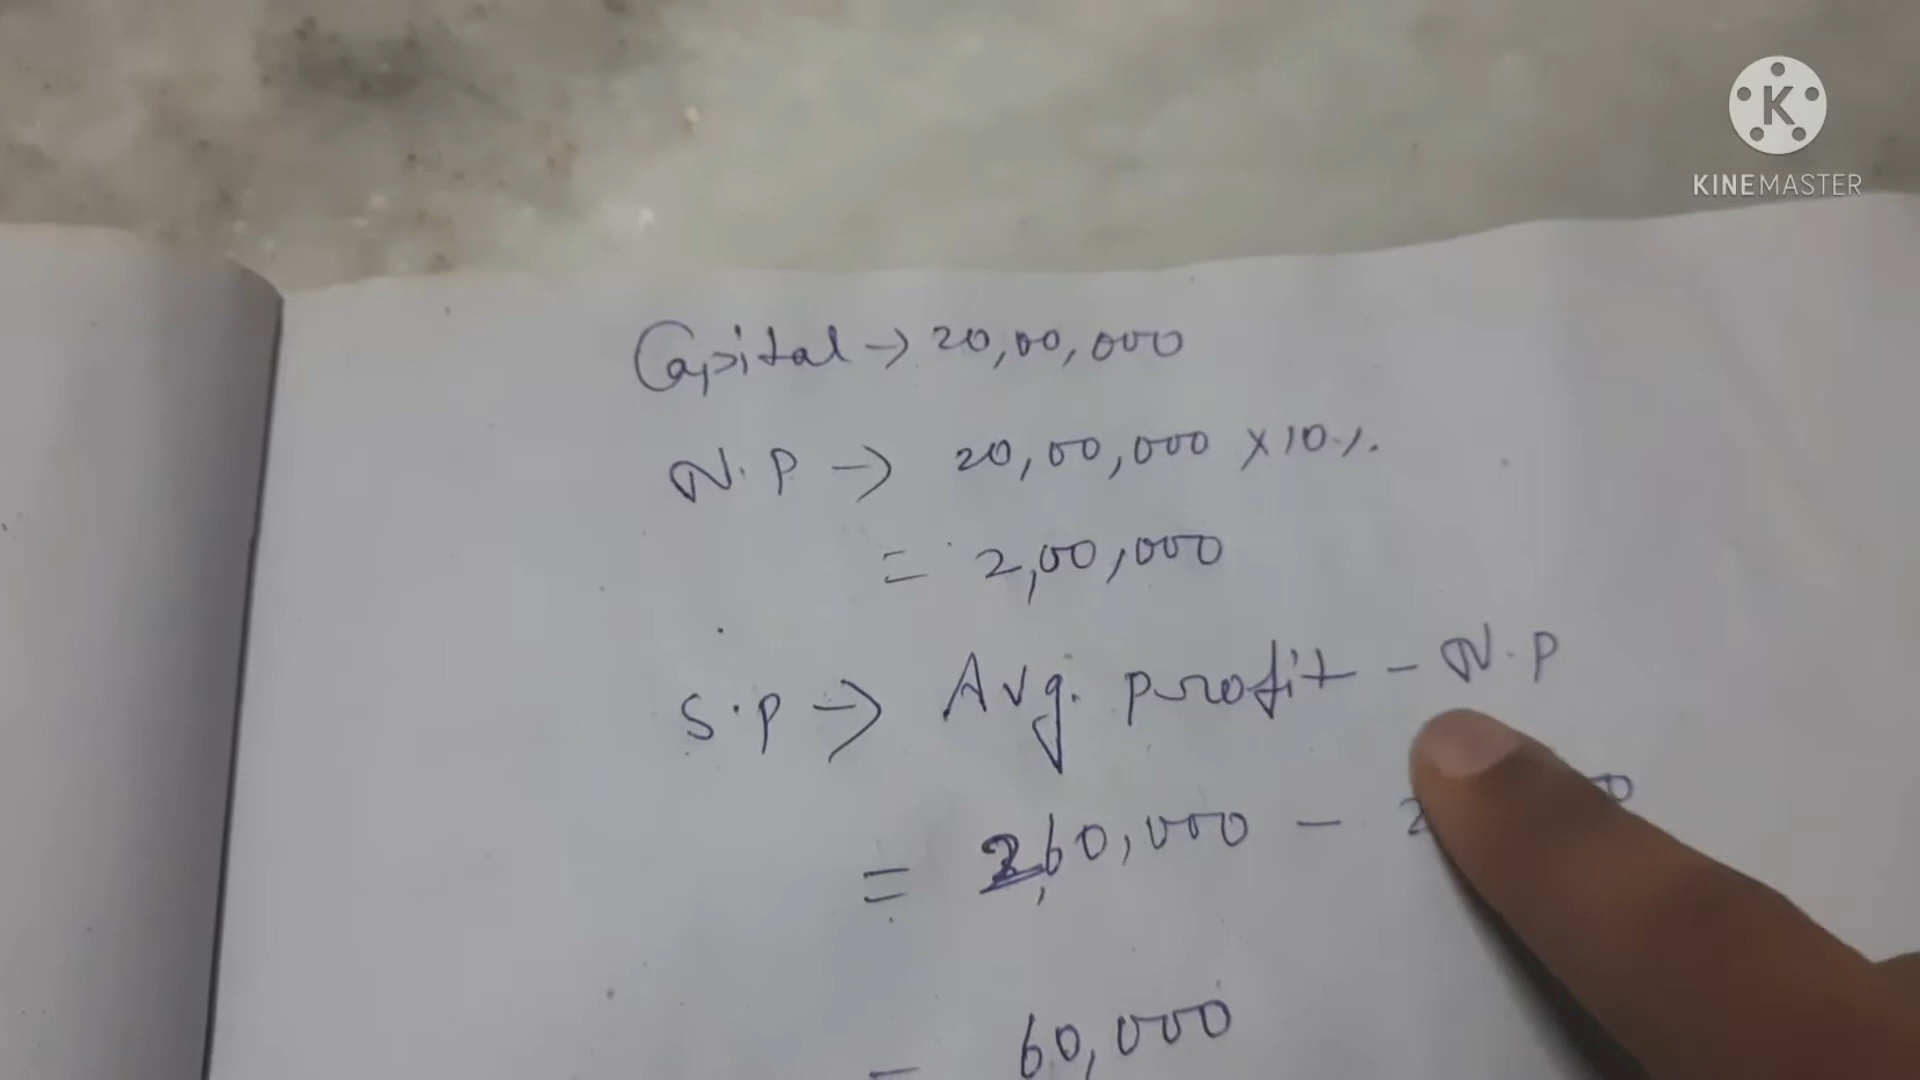 KINEMASTER
Capital → 20,00,000
N.P → 20,00,000 x 10%
= 2,00,000
S.P → Avg. profit - N.P
= 2,60,000 -
= 60,000